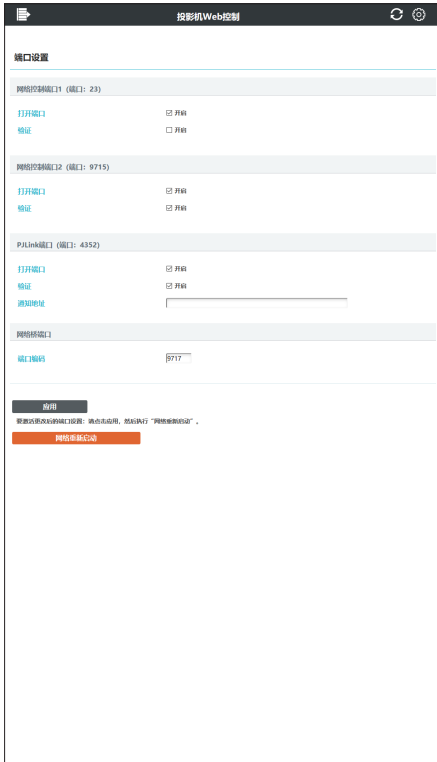 投影机Web控制
端口设置
网络控制端口1（端口：23）
打开端口 开启
验证 开启
网络控制端口2（端口：9715）
打开端口 开启
验证 开启
PJLink端口（端口：4352）
打开端口 开启
验证 开启
通知地址
网络桥端口
端口编码 9717
应用
要激活更改后的端口设置：请点击应用，然后执行“网络重新启动”。
网络重新启动